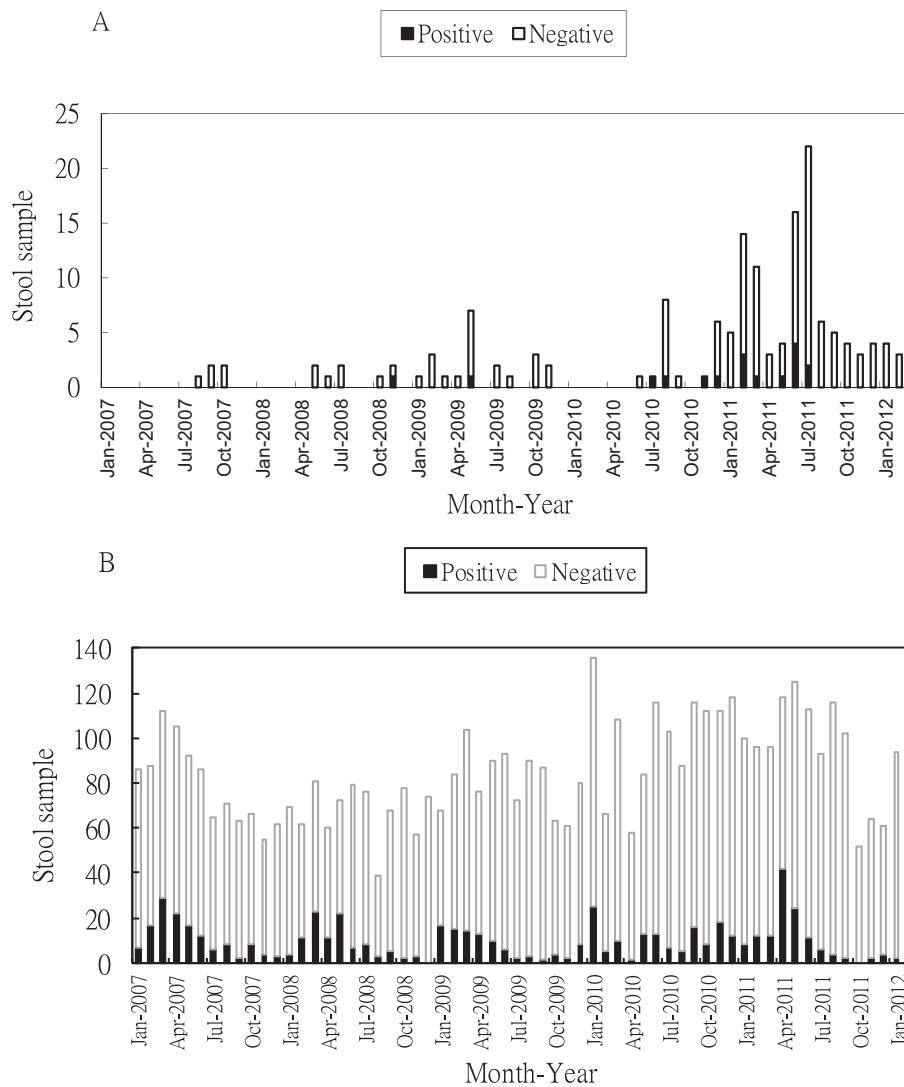 A
Positive Negative
25
20
15
10
5
0
Stool sample
Jan-2007 Apr-2007 Jul-2007 Oct-2007 Jan-2008 Apr-2008 Jul-2008 Oct-2008 Jan-2009 Apr-2009 Jul-2009 Oct-2009 Jan-2010 Apr-2010 Jul-2010 Oct-2010 Jan-2011 Apr-2011 Jul-2011 Oct-2011 Jan-2012
Month-Year
B
Positive Negative
140
120
100
80
60
40
20
0
Stool sample
Jan-2007 Apr-2007 Jul-2007 Oct-2007 Jan-2008 Apr-2008 Jul-2008 Oct-2008 Jan-2009 Apr-2009 Jul-2009 Oct-2009 Jan-2010 Apr-2010 Jul-2010 Oct-2010 Jan-2011 Apr-2011 Jul-2011 Oct-2011 Jan-2012
Month-Year